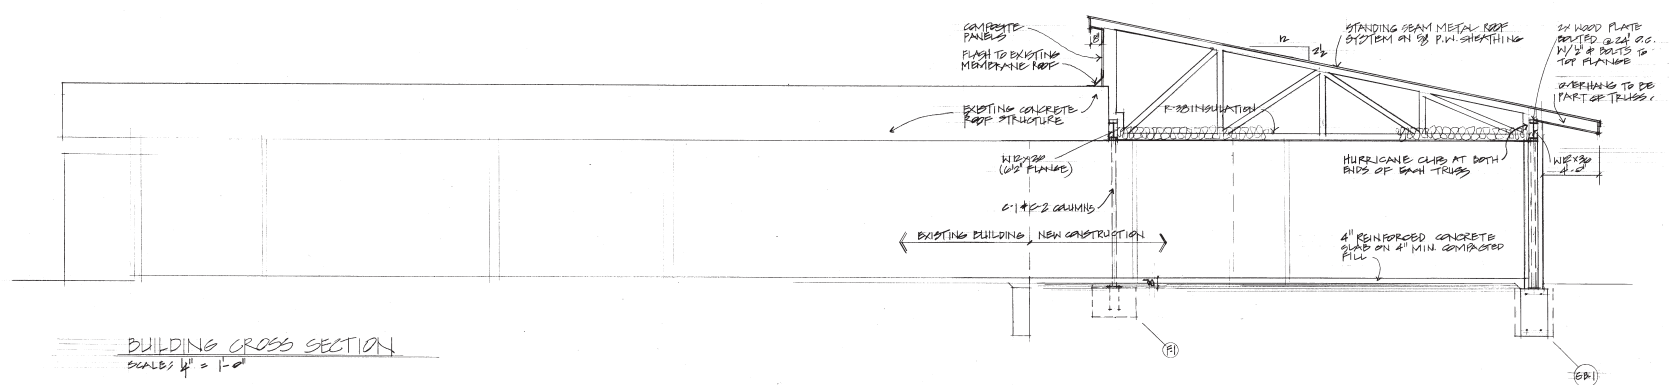 COMPOSITE
PANELS
8"
FLASH TO EXISTING
MEMBRANE ROOF
EXISTING CONCRETE
ROOF STRUCTURE
12
2½
STANDING SEAM METAL ROOF
SYSTEM ON 5/8 P.W. SHEATHING
2X WOOD PLATE
BOLTED @ 24" O.C.
W/ ½" Φ BOLTS TO
TOP FLANGE
OVERHANG TO BE
PART OF TRUSS.
R-38 INSULATION
W12X30
(6½" FLANGE)
HURRICANE CLIPS AT BOTH
ENDS OF EACH TRUSS
W12X30
4'-0"
C-1 & C-2 COLUMNS
EXISTING BUILDING
NEW CONSTRUCTION
4" REINFORCED CONCRETE
SLAB ON 4" MIN. COMPACTED
FILL
F-1
GB-1
BUILDING CROSS SECTION
SCALE: ¼" = 1'-0"